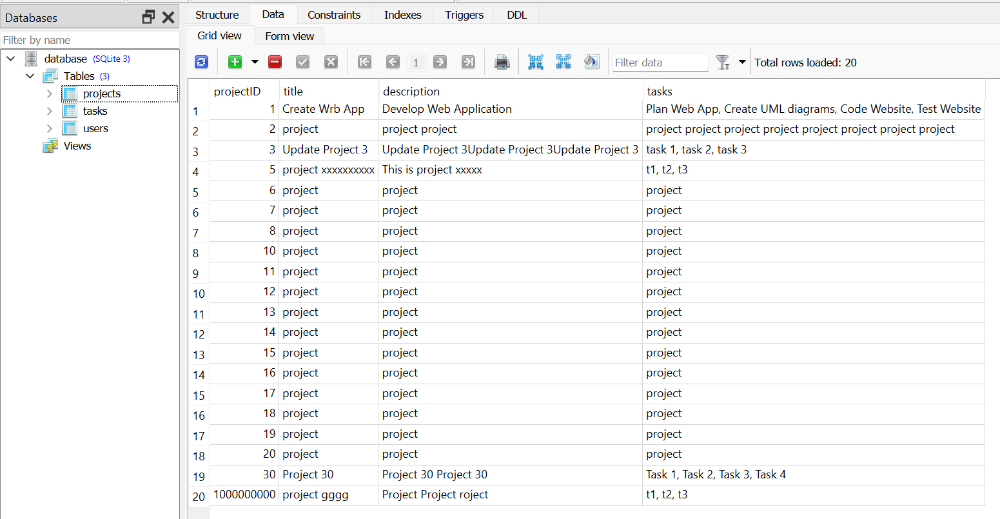 Databases
Filter by name
database (SQLite 3)
Tables (3)
projects
tasks
users
Views
Structure Data Constraints Indexes Triggers DDL
Grid view Form view
1 Filter data T Total rows loaded: 20
projectID title description tasks
1 1 Create Wrb App Develop Web Application Plan Web App, Create UML diagrams, Code Website, Test Website
2 2 project project project project project project project project project project project
3 3 Update Project 3 Update Project 3Update Project 3Update Project 3 task 1, task 2, task 3
4 5 project xxxxxxxxxx This is project xxxxx t1, t2, t3
5 6 project project project
6 7 project project project
7 8 project project project
8 10 project project project
9 11 project project project
10 12 project project project
11 13 project project project
12 14 project project project
13 15 project project project
14 16 project project project
15 17 project project project
16 18 project project project
17 19 project project project
18 20 project project project
19 30 Project 30 Project 30 Project 30 Task 1, Task 2, Task 3, Task 4
20 1000000000 project gggg Project Project roject t1, t2, t3